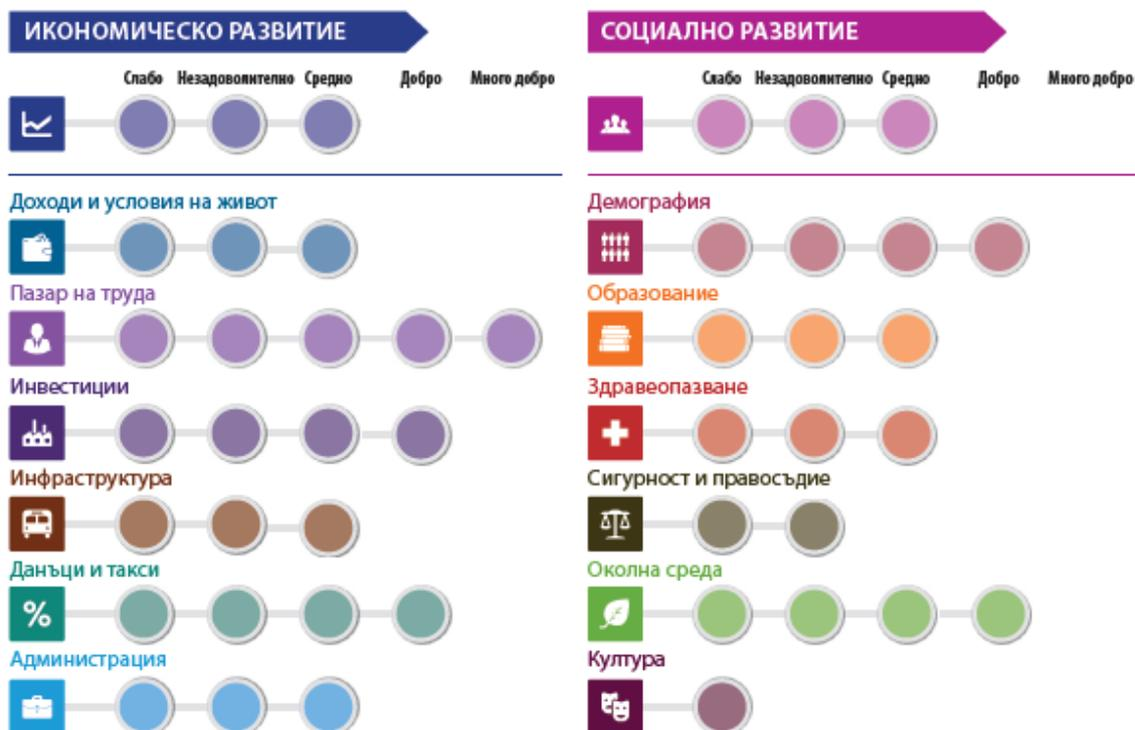 ИКОНОМИЧЕСКО РАЗВИТИЕ
Слабо Незадоволително Средно Добро Много добро
Доходи и условия на живот
Пазар на труда
Инвестиции
Инфраструктура
Данъци и такси
%
Администрация
СОЦИАЛНО РАЗВИТИЕ
Слабо Незадоволително Средно Добро Много добро
Демография
Образование
Здравеопазване
Сигурност и правосъдие
Околна среда
Култура